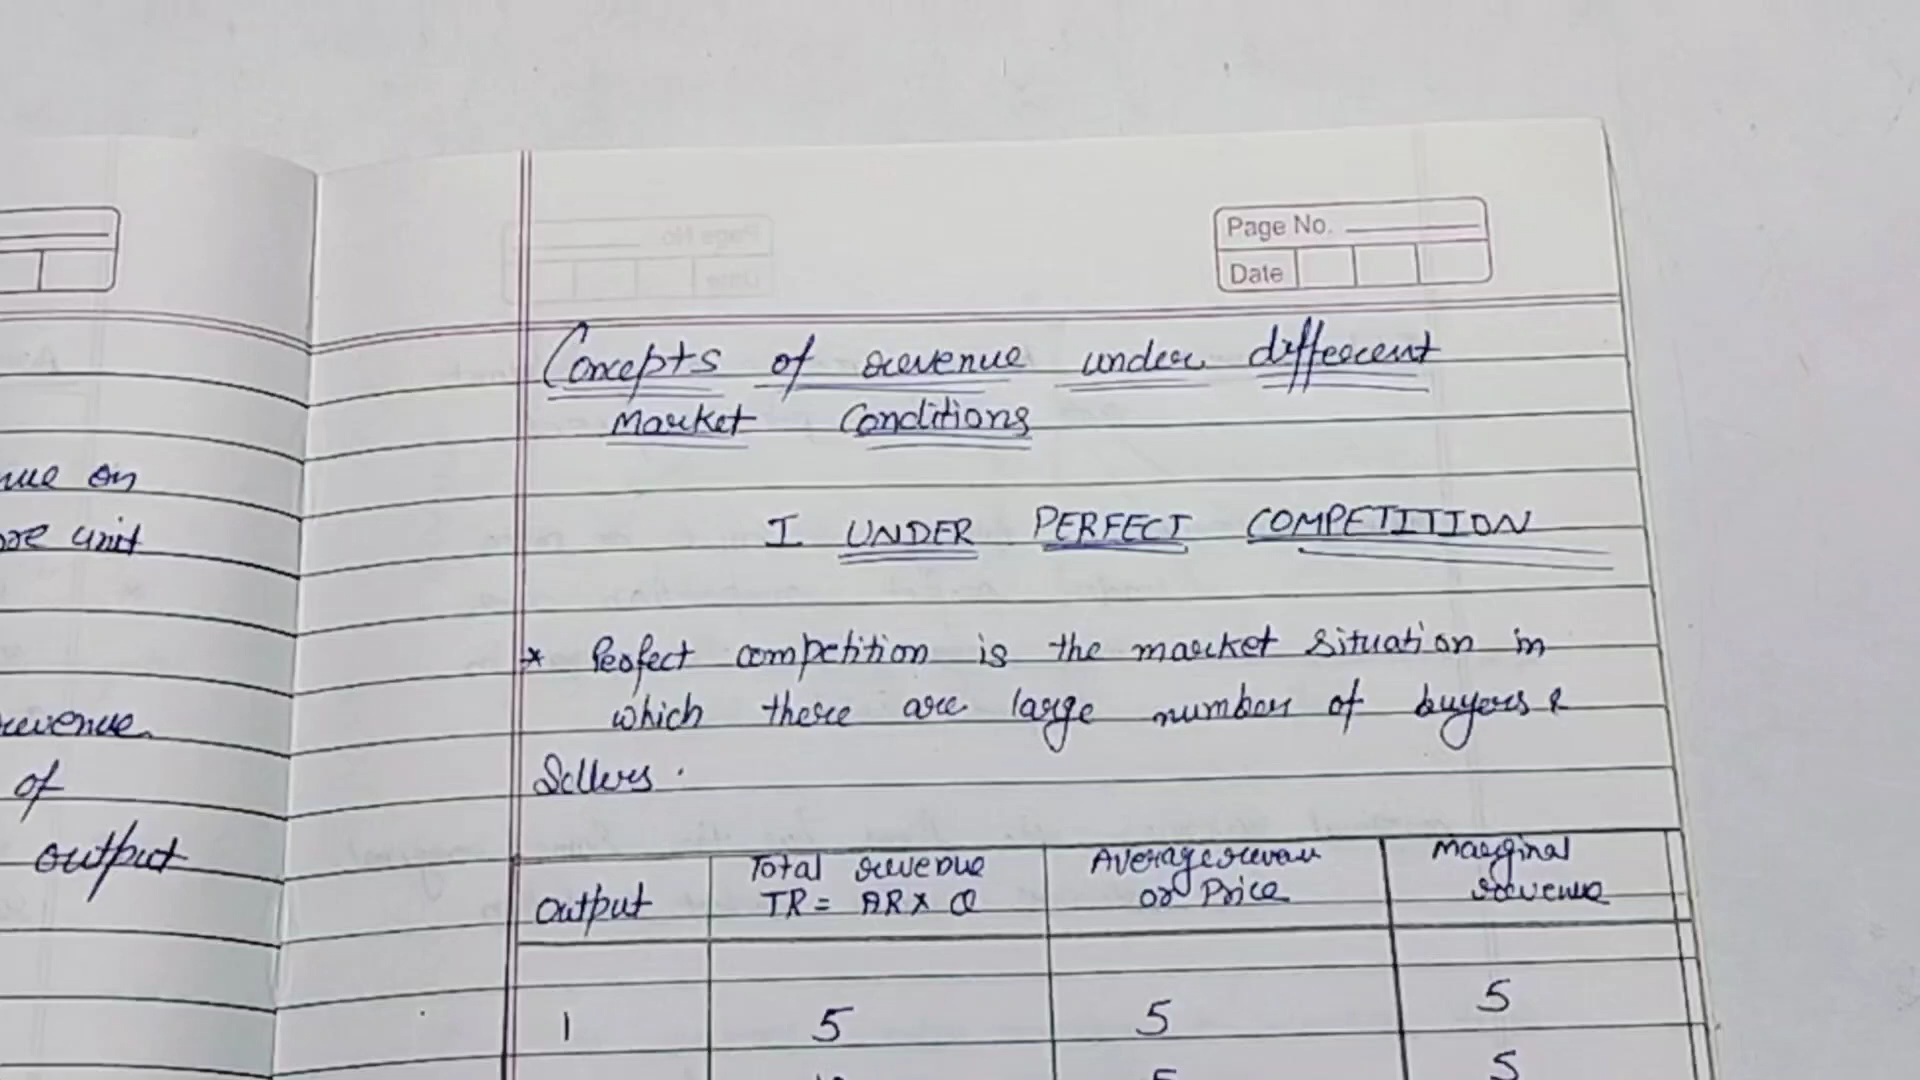 Page No.
Date
nue on
ore unit
revenue
of
output
Concepts of revenue under different
Market Conditions
I UNDER PERFECT COMPETITION
* Perfect competition is the market situation in
which there are large number of buyers &
Sellers.
Output Total revenue TR = AR x Q Average revenue or Price Marginal revenue
1 5 5 5
5